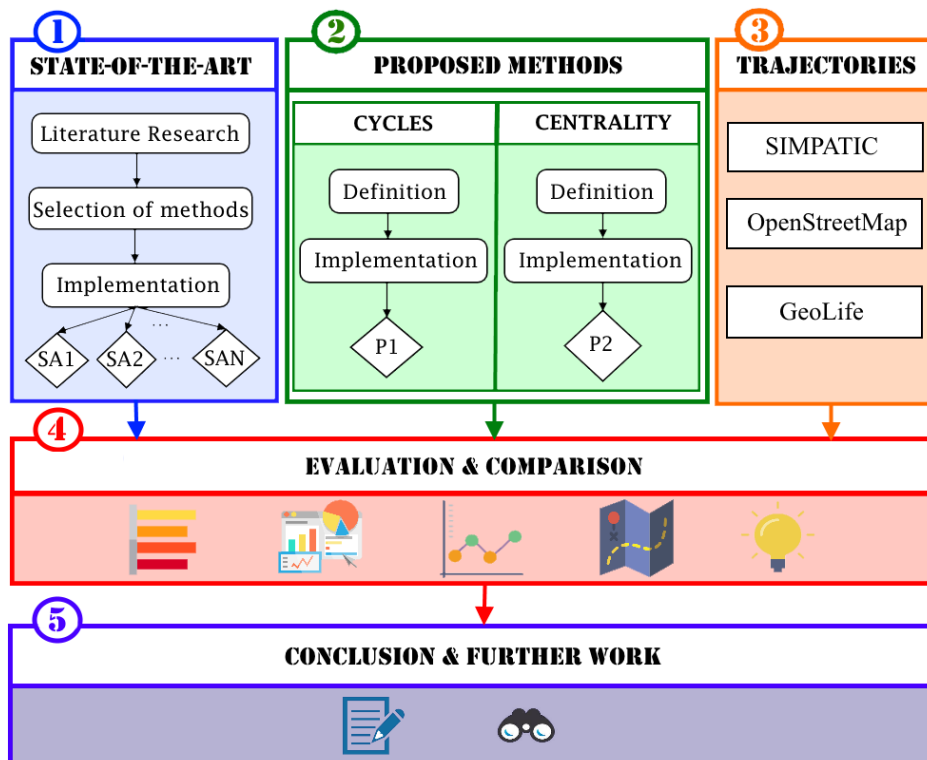 1
STATE-OF-THE-ART
Literature Research
Selection of methods
Implementation
...
SA1
SA2
...
SAN
2
PROPOSED METHODS
CYCLES
Definition
Implementation
P1
CENTRALITY
Definition
Implementation
P2
3
TRAJECTORIES
SIMPATIC
OpenStreetMap
GeoLife
4
EVALUATION & COMPARISON
5
CONCLUSION & FURTHER WORK